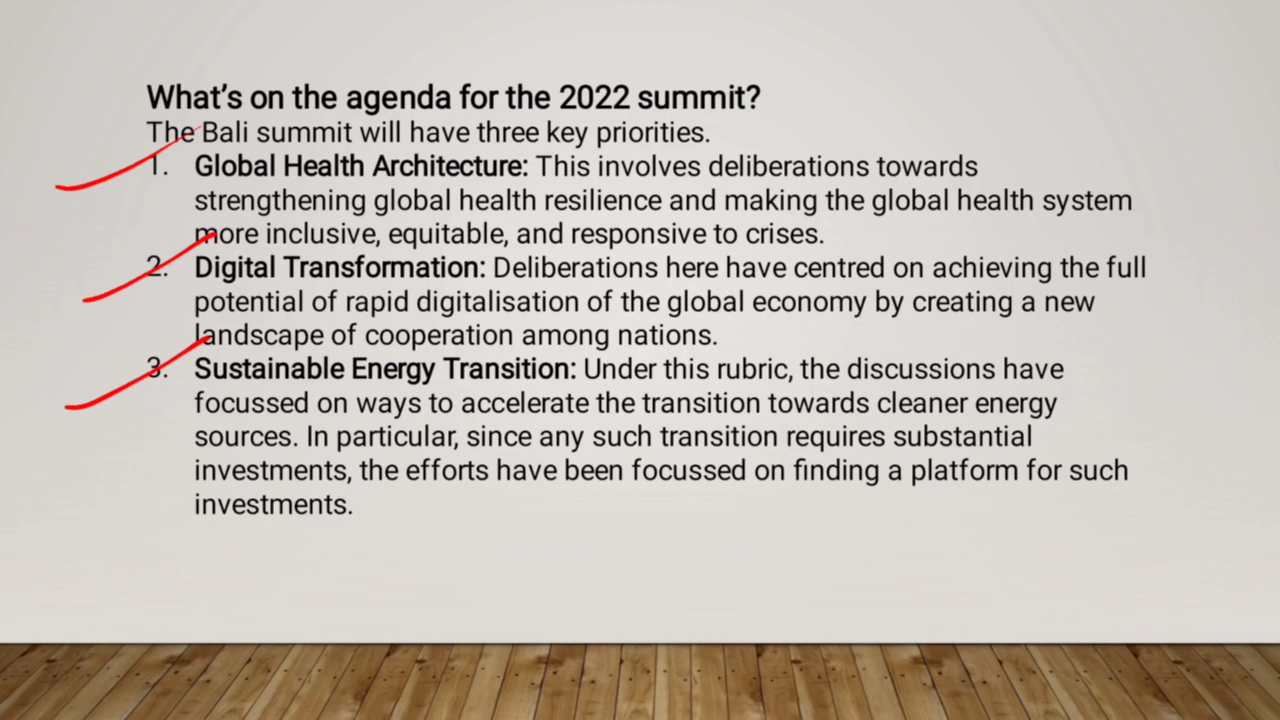 What's on the agenda for the 2022 summit?
The Bali summit will have three key priorities.
1. Global Health Architecture: This involves deliberations towards
strengthening global health resilience and making the global health system
more inclusive, equitable, and responsive to crises.
2. Digital Transformation: Deliberations here have centred on achieving the full
potential of rapid digitalisation of the global economy by creating a new
landscape of cooperation among nations.
3. Sustainable Energy Transition: Under this rubric, the discussions have
focussed on ways to accelerate the transition towards cleaner energy
sources. In particular, since any such transition requires substantial
investments, the efforts have been focussed on finding a platform for such
investments.